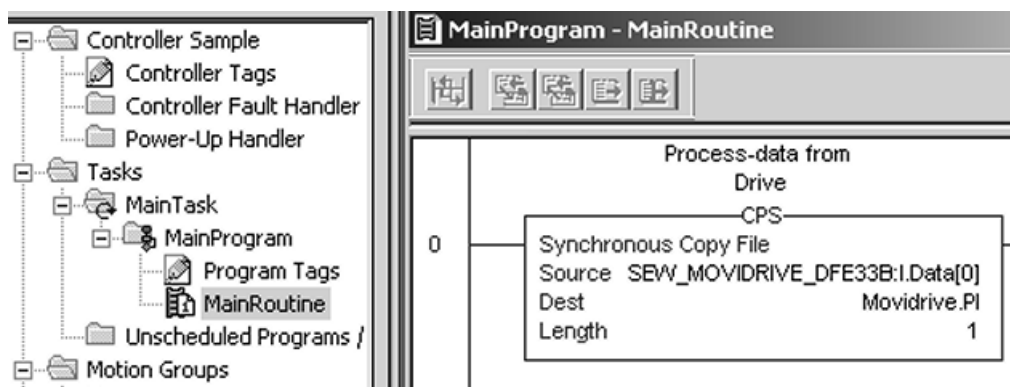 Controller Sample
Controller Tags
Controller Fault Handler
Power-Up Handler
Tasks
MainTask
MainProgram
Program Tags
MainRoutine
Unscheduled Programs /
Motion Groups
MainProgram - MainRoutine
Process-data from
Drive
CPS
0
Synchronous Copy File
Source SEW_MOVIDRIVE_DFE33B:I.Data[0]
Dest Movidrive.PI
Length 1